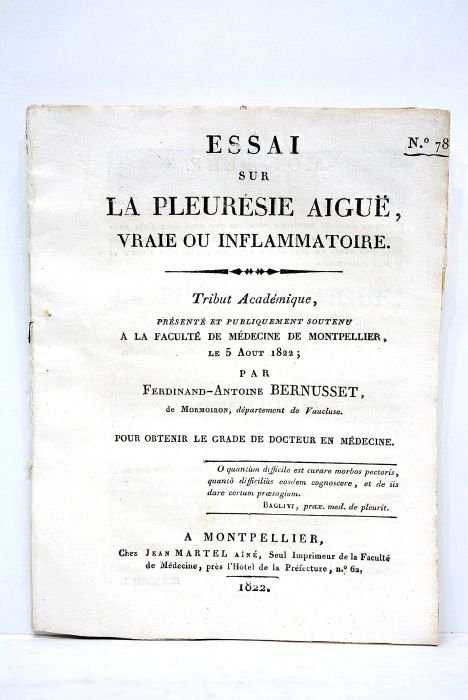 N.º 78
ESSAI
SUR
LA PLEURÉSIE AIGUË,
VRAIE OU INFLAMMATOIRE.
Tribut Académique,
PRÉSENTÉ ET PUBLIQUEMENT SOUTENU
A LA FACULTÉ DE MÉDECINE DE MONTPELLIER,
LE 5 AOUT 1822;
PAR
FERDINAND-ANTOINE BERNUSSET,
de MORMOIRON, département de Vaucluse.
POUR OBTENIR LE GRADE DE DOCTEUR EN MÉDECINE.
O quantùm difficile est curare morbos pectoris,
quantò difficiliùs eosdem cognoscere, et de iis
dare certum præsagium.
BAGLIVI, prax. med. de pleurit.
A MONTPELLIER,
Chez JEAN MARTEL AÎNÉ, Seul Imprimeur de la Faculté
de Médecine, près l'Hôtel de la Préfecture, n.º 62.
1822.